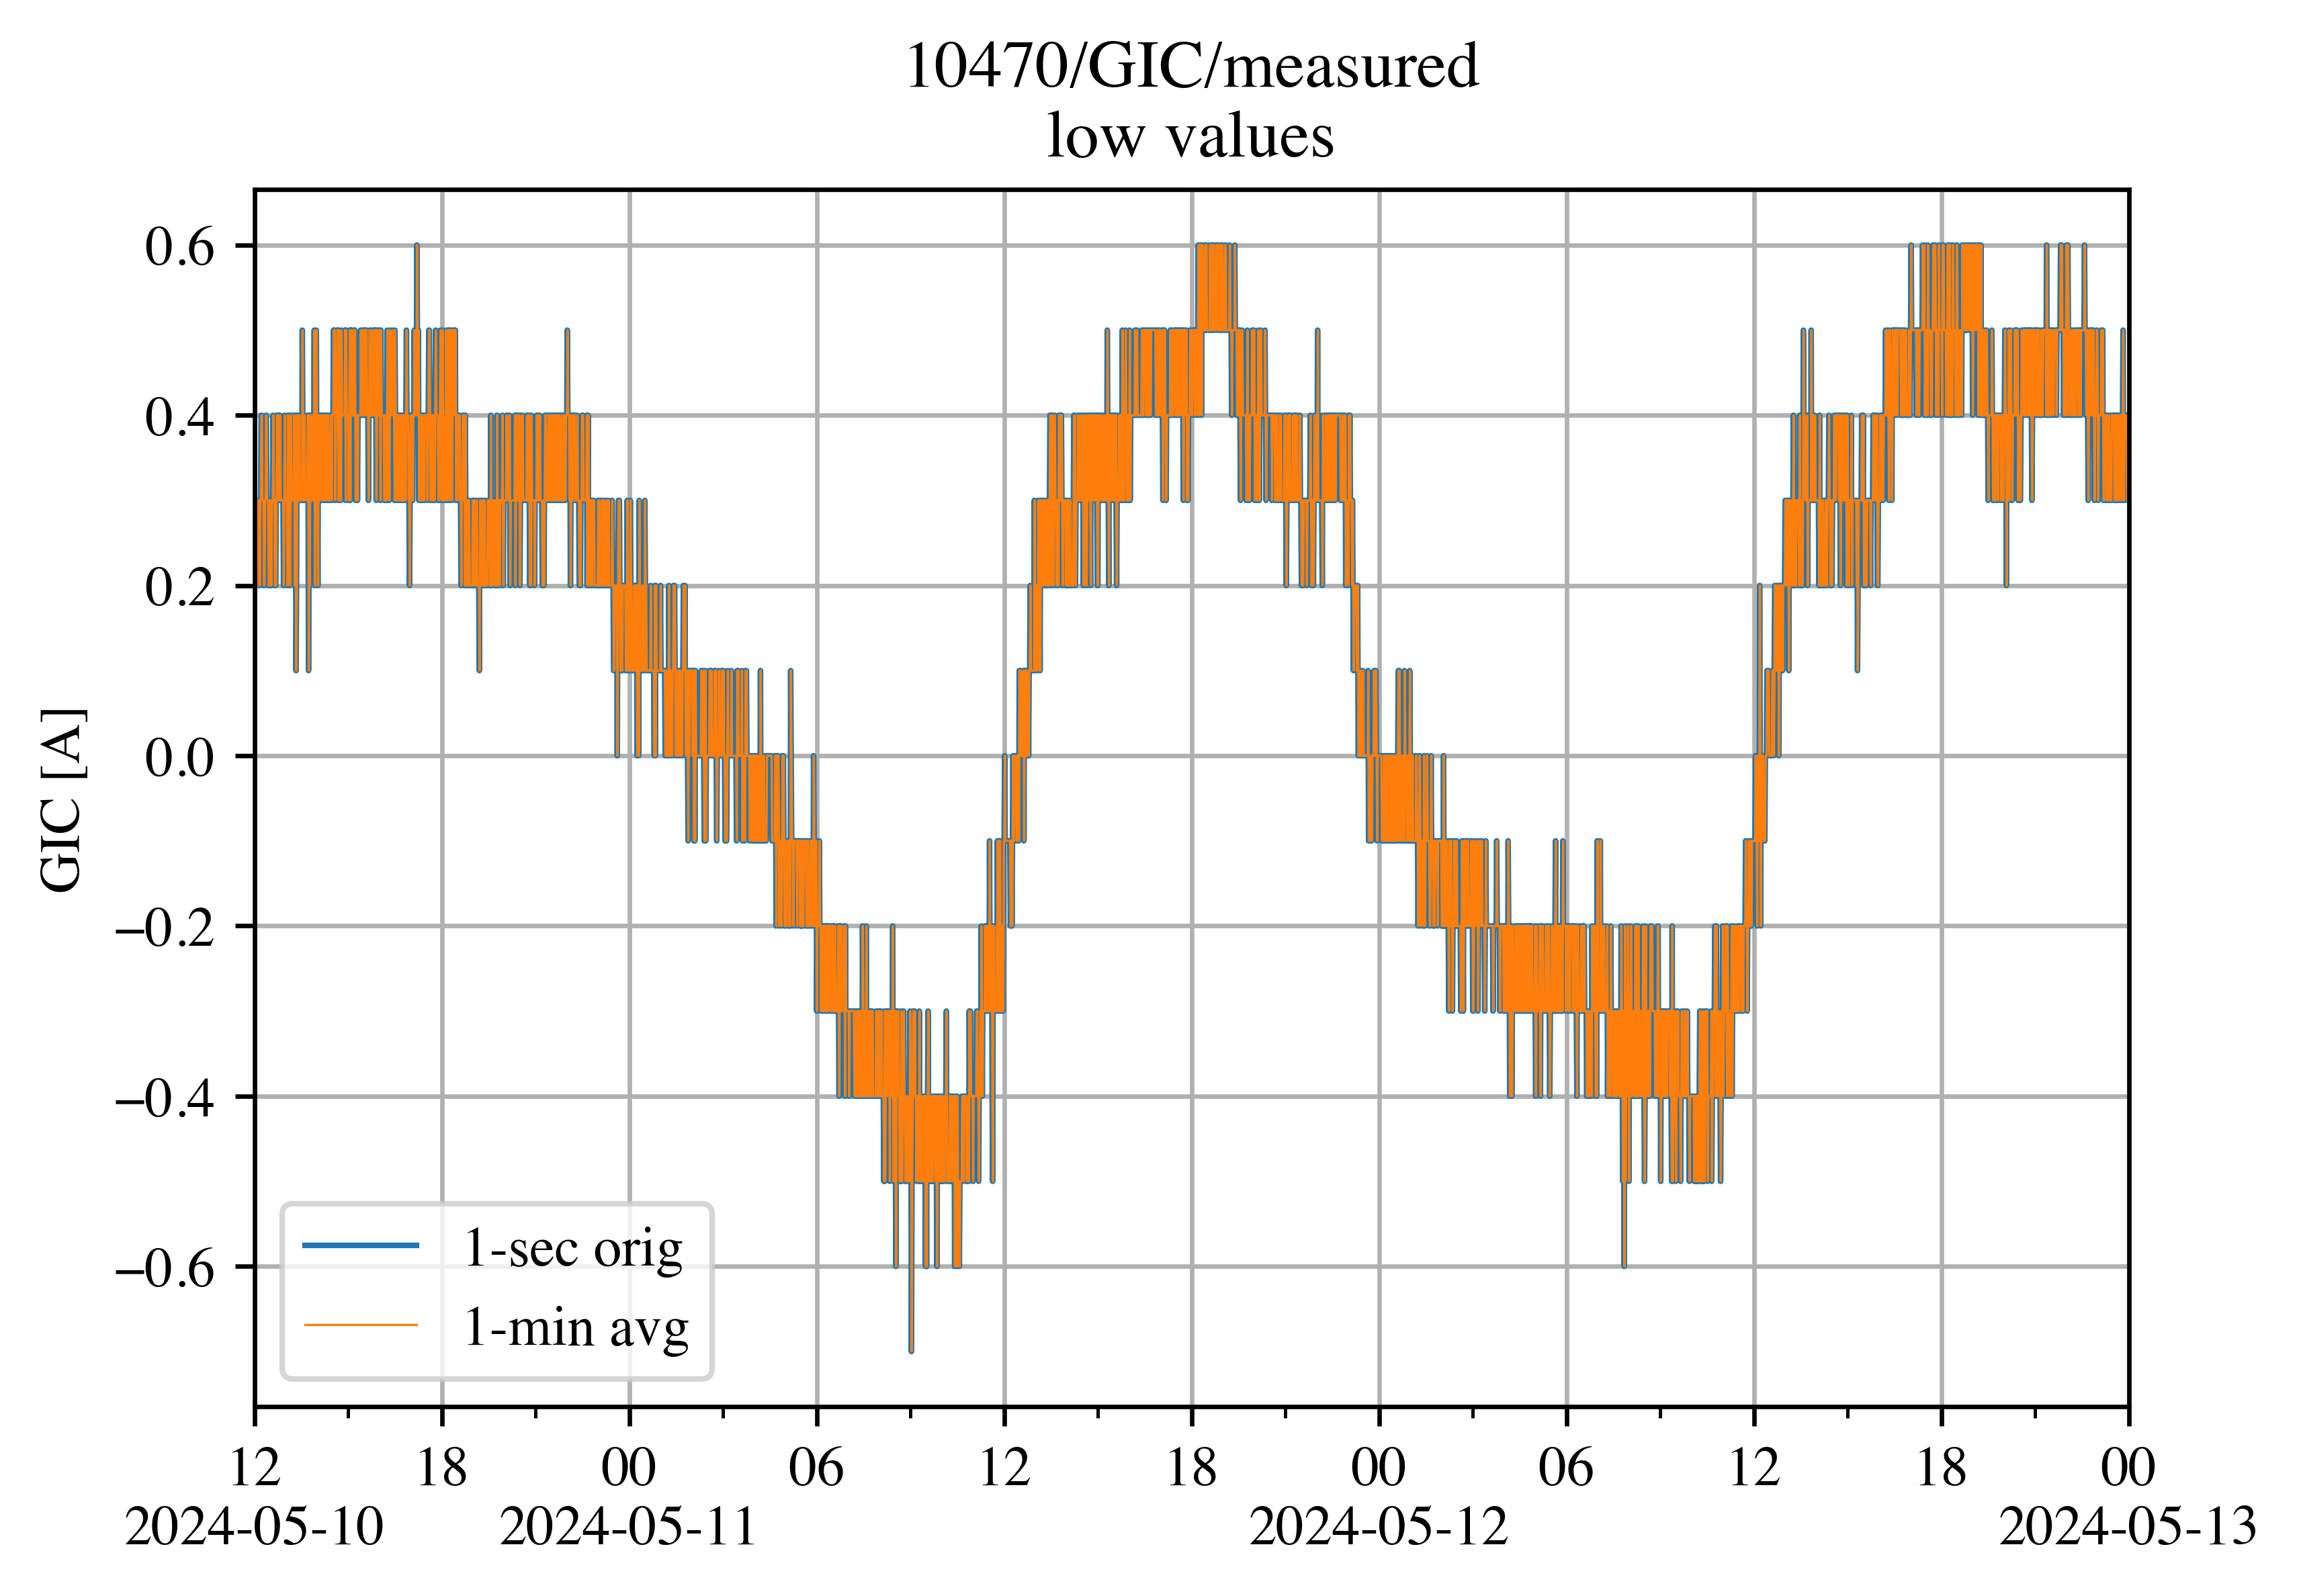 10470/GIC/measured
low values
GIC [A]
0.6
0.4
0.2
0.0
−0.2
−0.4
−0.6
1-sec orig
1-min avg
12 18 00 06 12 18 00 06 12 18 00
2024-05-10 2024-05-11 2024-05-12 2024-05-13